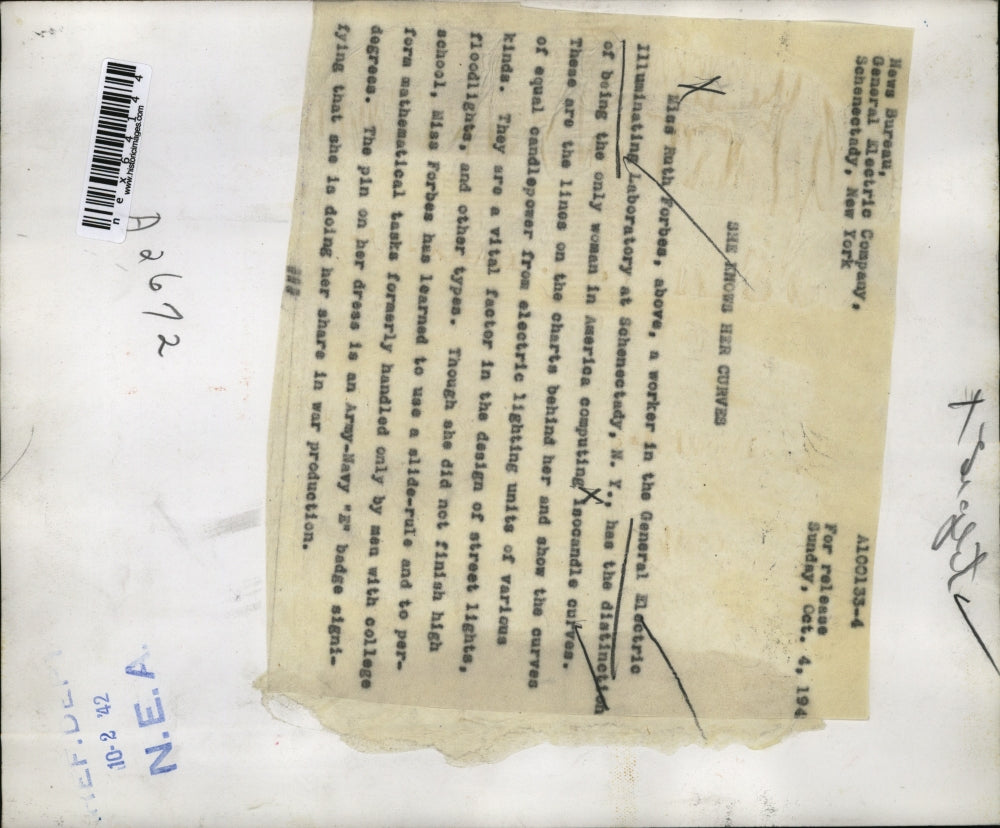 News Bureau,
General Electric Company,
Schenectady, New York
A100133-4
For release
Sunday, Oct. 4, 194
SHE KNOWS HER CURVES
Miss Ruth Forbes, above, a worker in the General Electric
Illuminating Laboratory at Schenectady, N. Y., has the distinction
of being the only woman in America computing isocandle curves.
These are the lines on the charts behind her and show the curves
of equal candlepower from electric lighting units of various
kinds. They are a vital factor in the design of street lights,
floodlights, and other types. Though she did not finish high
school, Miss Forbes has learned to use a slide-rule and to per-
form mathematical tasks formerly handled only by men with college
degrees. The pin on her dress is an Army-Navy "E" badge signi-
fying that she is doing her share in war production.
###
www.historicimages.com
nex64144
A2672
10-2 '42
N.E.A.